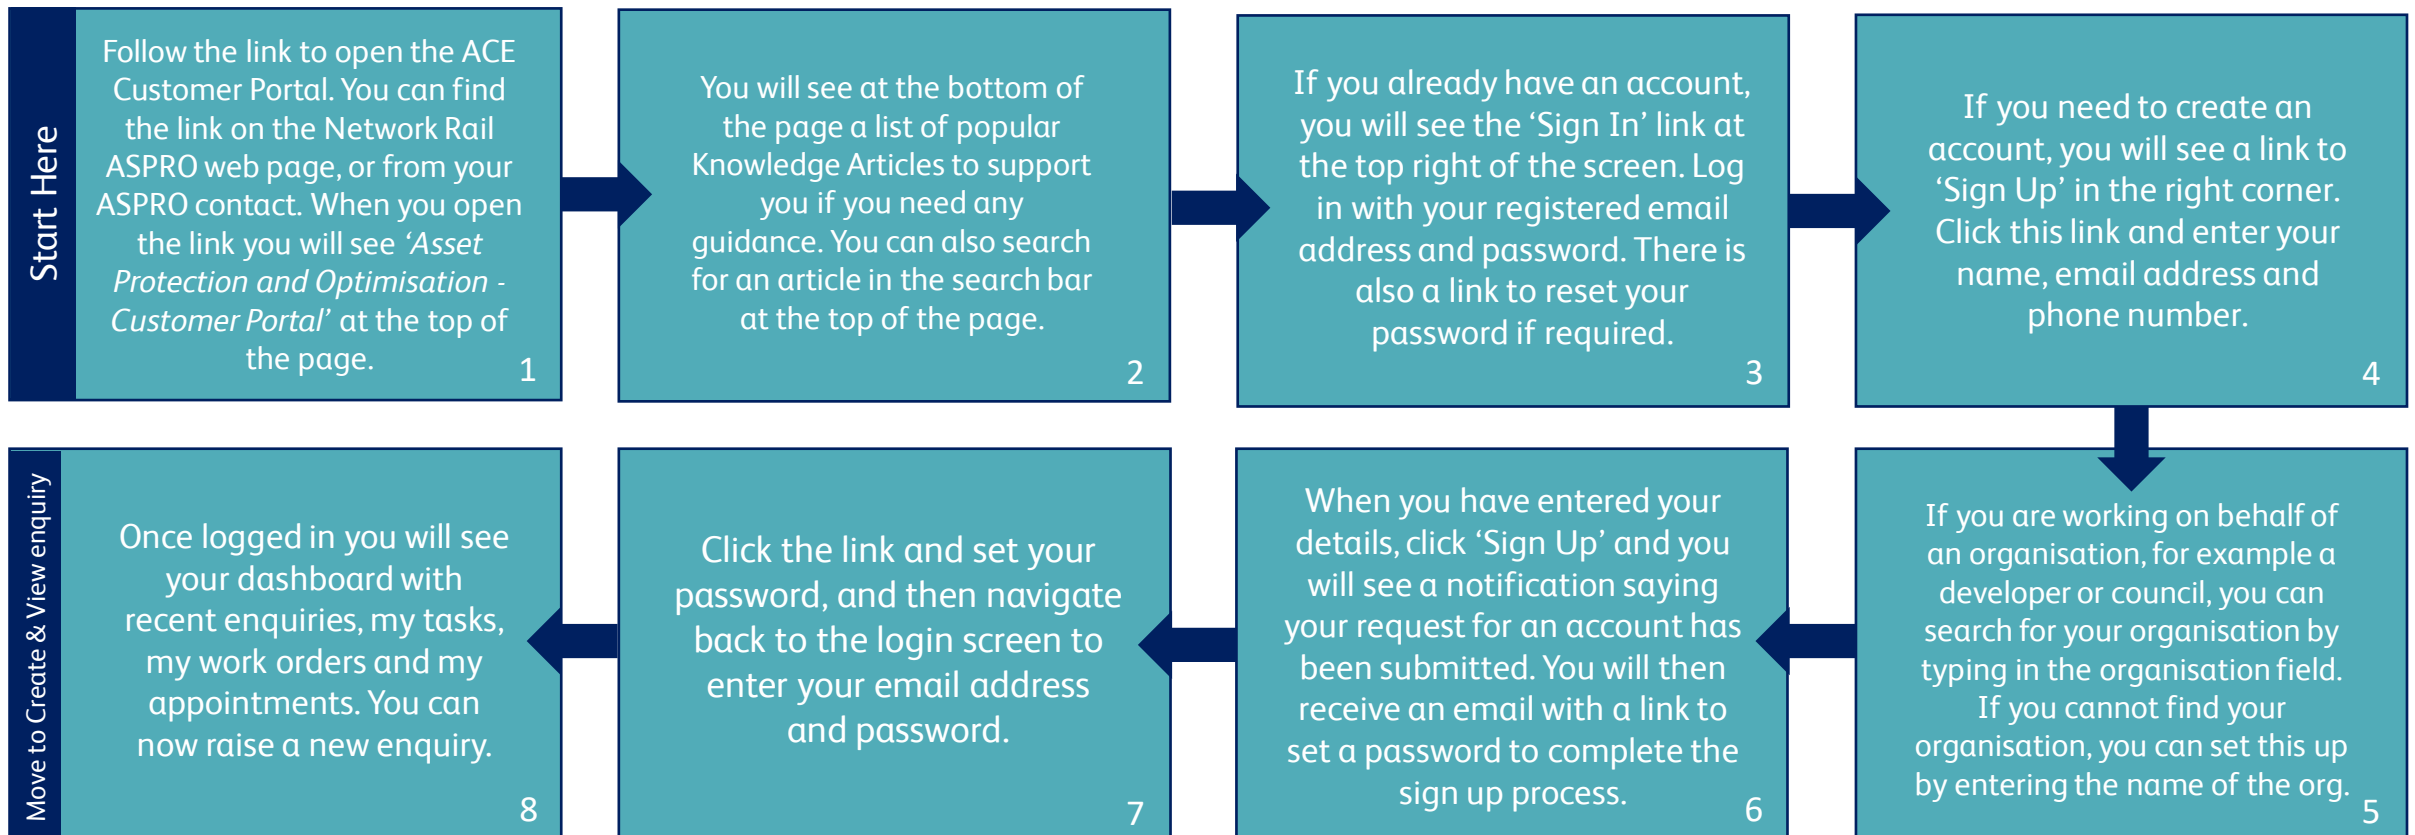 Start Here
Follow the link to open the ACE
Customer Portal. You can find
the link on the Network Rail
ASPRO web page, or from your
ASPRO contact. When you open
the link you will see ‘Asset
Protection and Optimisation -
Customer Portal’ at the top of
the page.
1
You will see at the bottom of
the page a list of popular
Knowledge Articles to support
you if you need any
guidance. You can also search
for an article in the search bar
at the top of the page.
2
If you already have an account,
you will see the ‘Sign In’ link at
the top right of the screen. Log
in with your registered email
address and password. There is
also a link to reset your
password if required.
3
If you need to create an
account, you will see a link to
‘Sign Up’ in the right corner.
Click this link and enter your
name, email address and
phone number.
4
If you are working on behalf of
an organisation, for example a
developer or council, you can
search for your organisation by
typing in the organisation field.
If you cannot find your
organisation, you can set this up
by entering the name of the org.
5
When you have entered your
details, click ‘Sign Up’ and you
will see a notification saying
your request for an account has
been submitted. You will then
receive an email with a link to
set a password to complete the
sign up process.
6
Click the link and set your
password, and then navigate
back to the login screen to
enter your email address
and password.
7
Move to Create & View enquiry
Once logged in you will see
your dashboard with
recent enquiries, my tasks,
my work orders and my
appointments. You can
now raise a new enquiry.
8